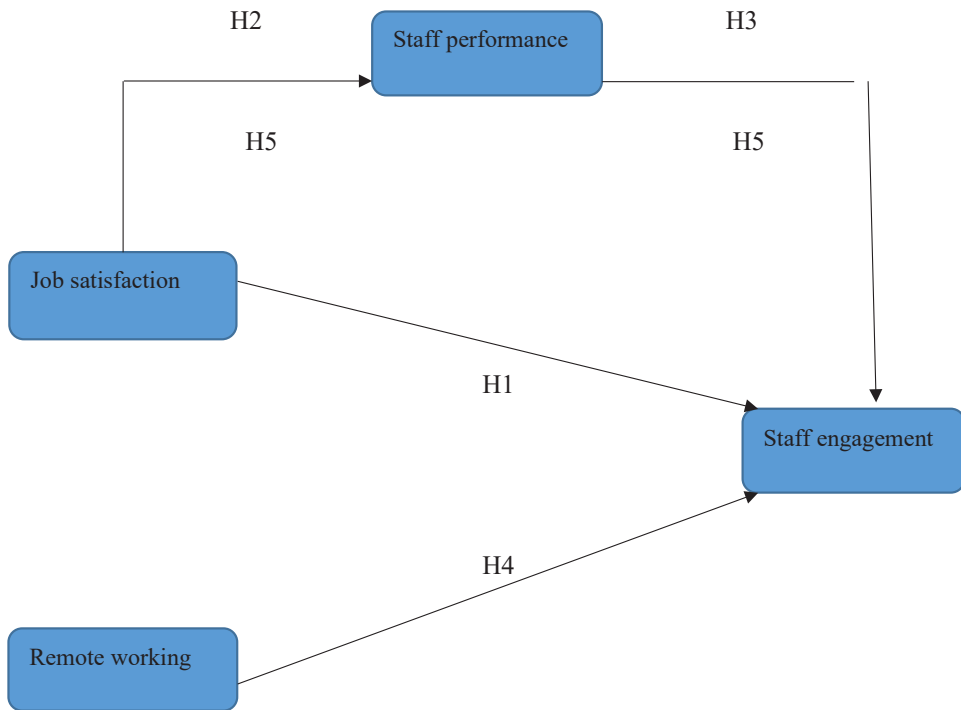 H2
Staff performance
H3
H5
H5
Job satisfaction
H1
Staff engagement
H4
Remote working